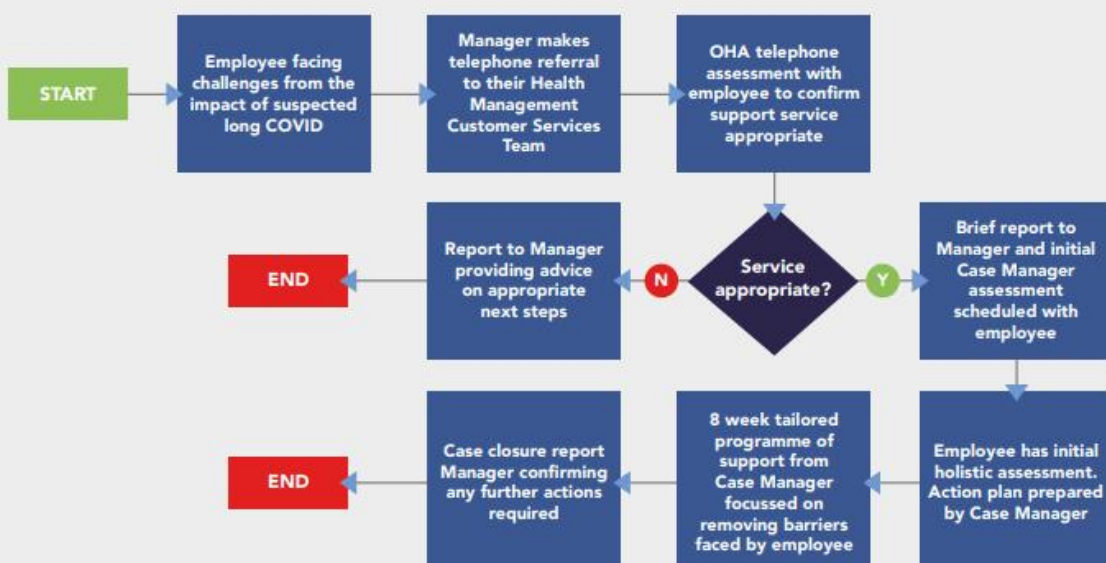 START
Employee facing
challenges from the
impact of suspected
long COVID
Manager makes
telephone referral
to their Health
Management
Customer Services
Team
OHA telephone
assessment with
employee to confirm
support service
appropriate
Service
appropriate?
N
Report to Manager
providing advice
on appropriate
next steps
END
Y
Brief report to
Manager and initial
Case Manager
assessment
scheduled with
employee
Employee has initial
holistic assessment.
Action plan prepared
by Case Manager
8 week tailored
programme of
support from
Case Manager
focussed on
removing barriers
faced by employee
Case closure report
Manager confirming
any further actions
required
END